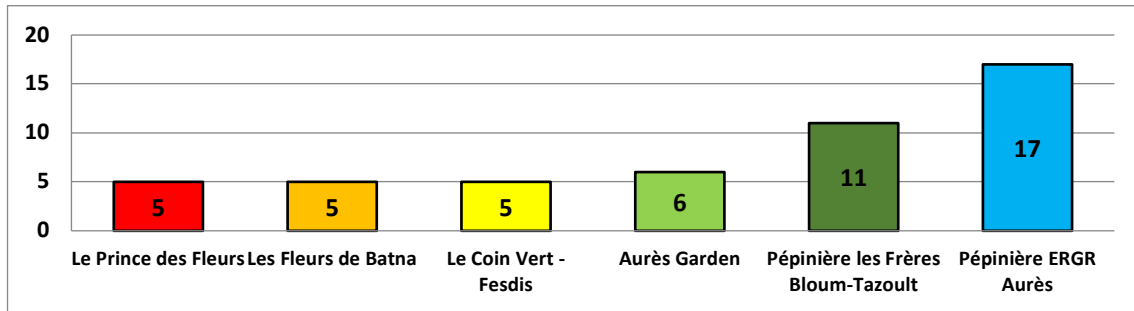 20
15
10
5
0
5
5
5
6
11
17
Le Prince des Fleurs
Les Fleurs de Batna
Le Coin Vert -
Fesdis
Aurès Garden
Pépinière les Frères
Bloum-Tazoult
Pépinière ERGR
Aurès